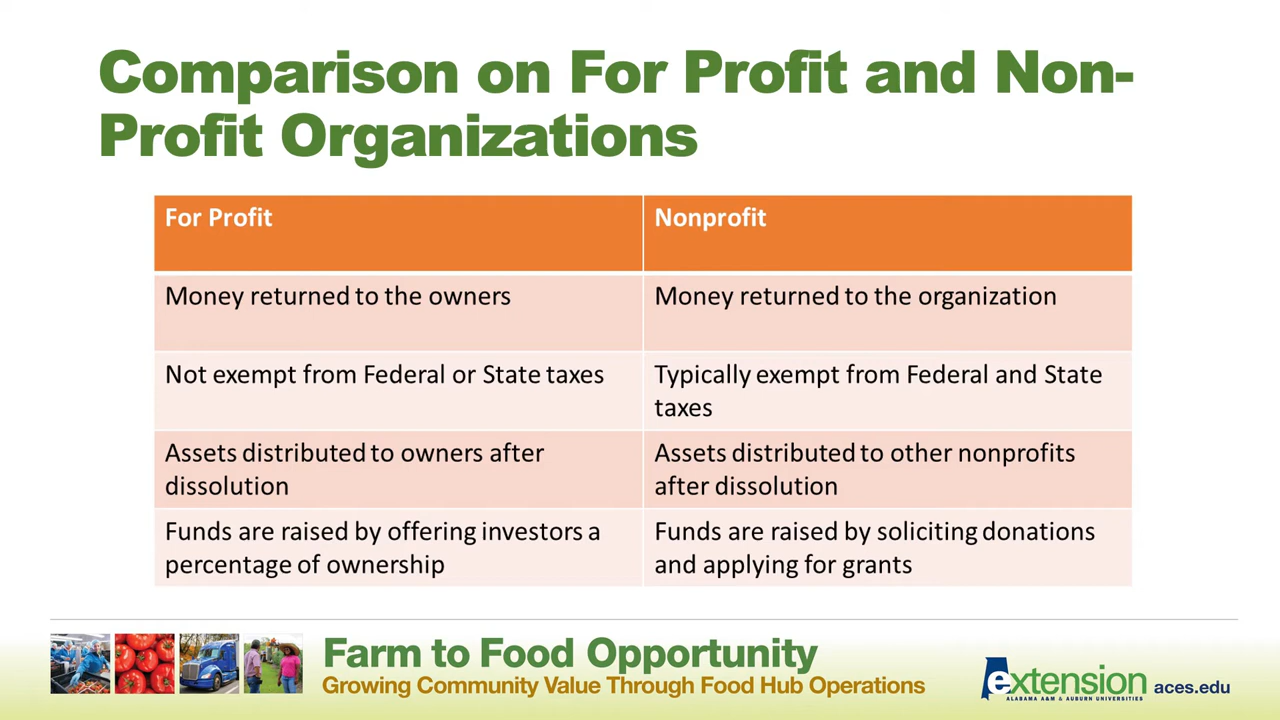 Comparison on For Profit and Non-
Profit Organizations
For Profit
Nonprofit
Money returned to the owners
Money returned to the organization
Not exempt from Federal or State taxes
Typically exempt from Federal and State
taxes
Assets distributed to owners after
dissolution
Assets distributed to other nonprofits
after dissolution
Funds are raised by offering investors a
percentage of ownership
Funds are raised by soliciting donations
and applying for grants
Farm to Food Opportunity
Growing Community Value Through Food Hub Operations
extension
ALABAMA A&M & AUBURN UNIVERSITIES
aces.edu